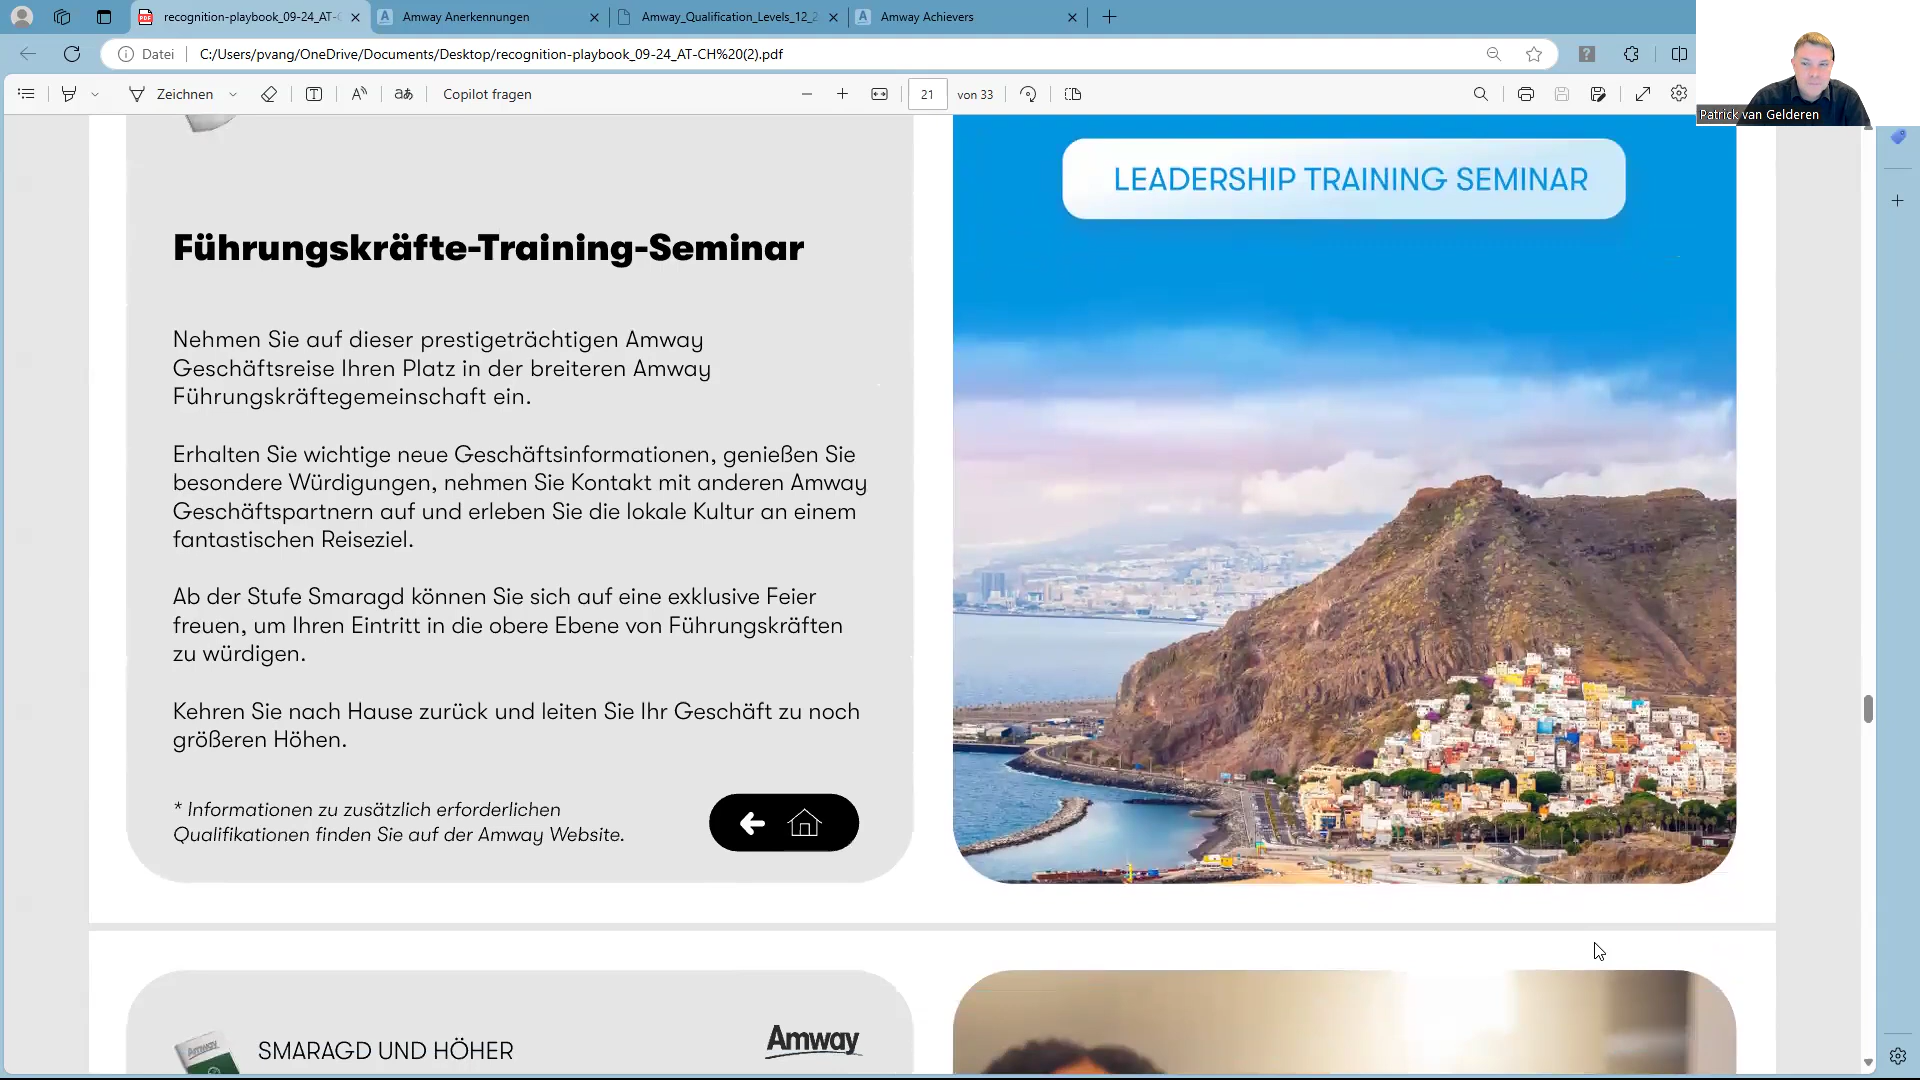 recognition-playbook_09-24_AT-C
Amway Anerkennungen
Amway_Qualification_Levels_12_2
Amway Achievers
Datei
C:/Users/pvang/OneDrive/Documents/Desktop/recognition-playbook_09-24_AT-CH%20(2).pdf
Zeichnen
Copilot fragen
21
von 33
Patrick van Gelderen
LEADERSHIP TRAINING SEMINAR
Führungskräfte-Training-Seminar
Nehmen Sie auf dieser prestigeträchtigen Amway
Geschäftsreise Ihren Platz in der breiteren Amway
Führungskräftegemeinschaft ein.
Erhalten Sie wichtige neue Geschäftsinformationen, genießen Sie
besondere Würdigungen, nehmen Sie Kontakt mit anderen Amway
Geschäftspartnern auf und erleben Sie die lokale Kultur an einem
fantastischen Reiseziel.
Ab der Stufe Smaragd können Sie sich auf eine exklusive Feier
freuen, um Ihren Eintritt in die obere Ebene von Führungskräften
zu würdigen.
Kehren Sie nach Hause zurück und leiten Sie Ihr Geschäft zu noch
größeren Höhen.
* Informationen zu zusätzlich erforderlichen
Qualifikationen finden Sie auf der Amway Website.
Amway
SMARAGD UND HÖHER
Amway